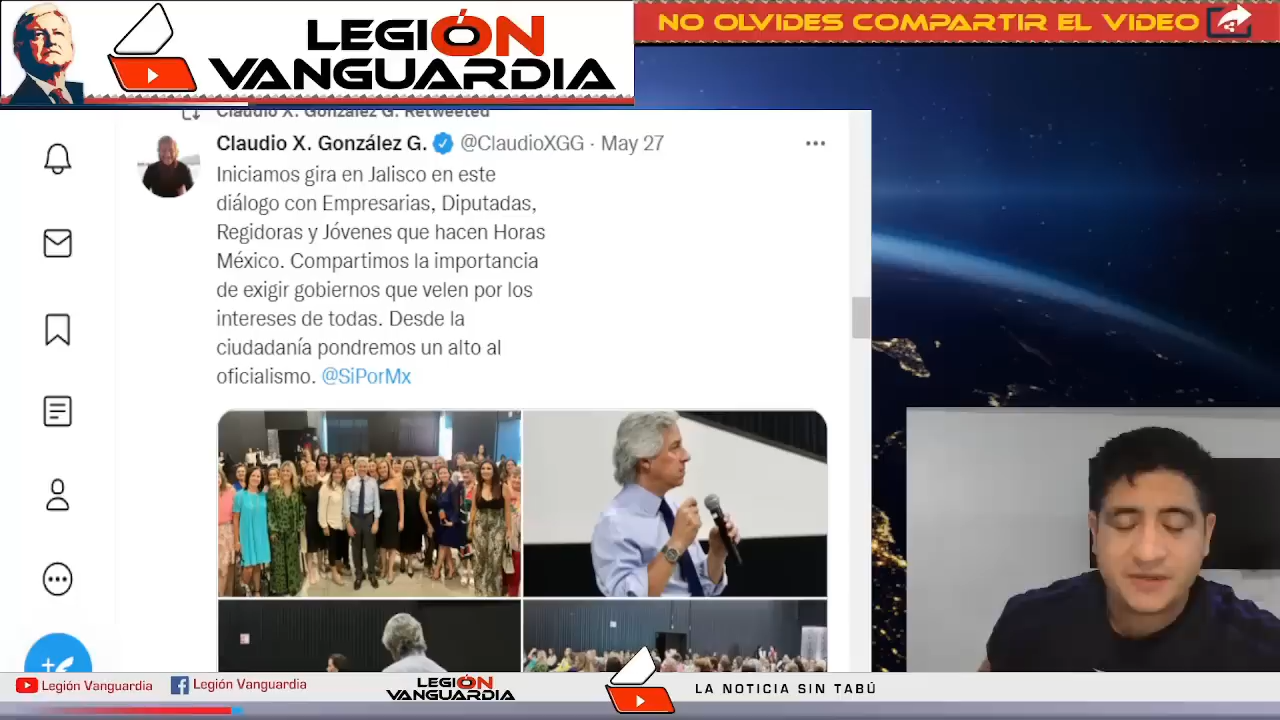 LEGIÓN
VANGUARDIA
NO OLVIDES COMPARTIR EL VIDEO
Claudio X. González G. Retweeted
Claudio X. González G. @ClaudioXGG · May 27
Iniciamos gira en Jalisco en este
diálogo con Empresarias, Diputadas,
Regidoras y Jóvenes que hacen Horas
México. Compartimos la importancia
de exigir gobiernos que velen por los
intereses de todas. Desde la
ciudadanía pondremos un alto al
oficialismo. @SiPorMx
Legión Vanguardia
Legión Vanguardia
LEGIÓN
VANGUARDIA
LA NOTICIA SIN TABÚ